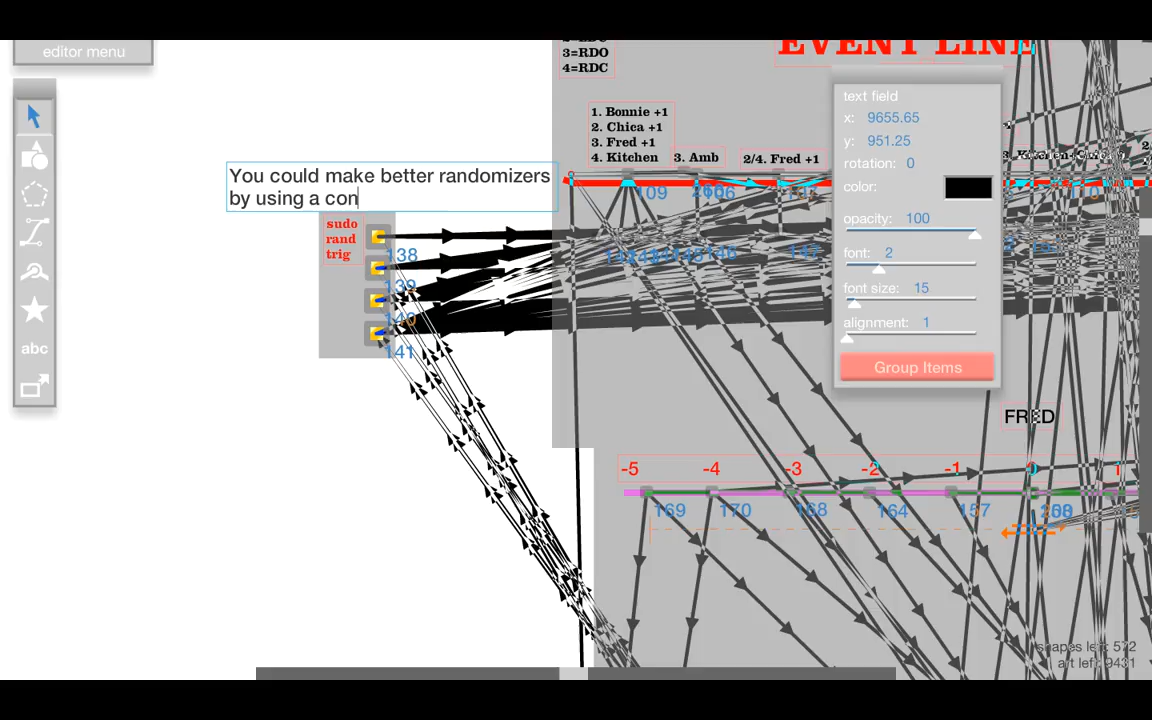 editor menu
3=RDO
4=RDC
EVENT LINE
1. Bonnie +1
2. Chica +1
3. Fred +1
4. Kitchen
3. Amb
2/4. Fred +1
text field
x: 9655.65
y: 951.25
rotation: 0
color:
opacity: 100
font: 2
font size: 15
alignment: 1
Group Items
You could make better randomizers
by using a con
sudo
rand
trig
138
139
140
141
109
146
147
abc
FRED
-5
-4
-3
-2
-1
0
1
169
170
168
164
157
shapes left: 572
art left: 9431